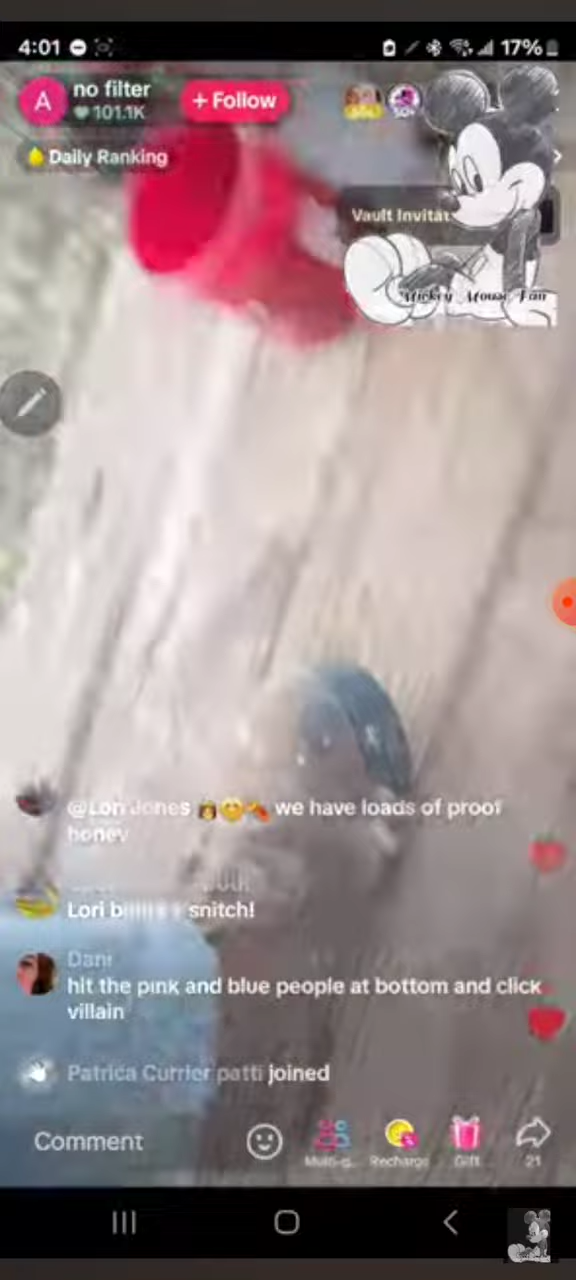 4:01
17%
A
no filter
101.1K
+ Follow
Daily Ranking
Vault Invitat
Mickey Mouse Fan
@Lori Jones 👩🥺💊 we have loads of proof
honey
Lori snitch!
Dani
hit the pink and blue people at bottom and click
villain
Patrica Currier patti joined
Comment
Multi-g...
Recharge
Gift
21